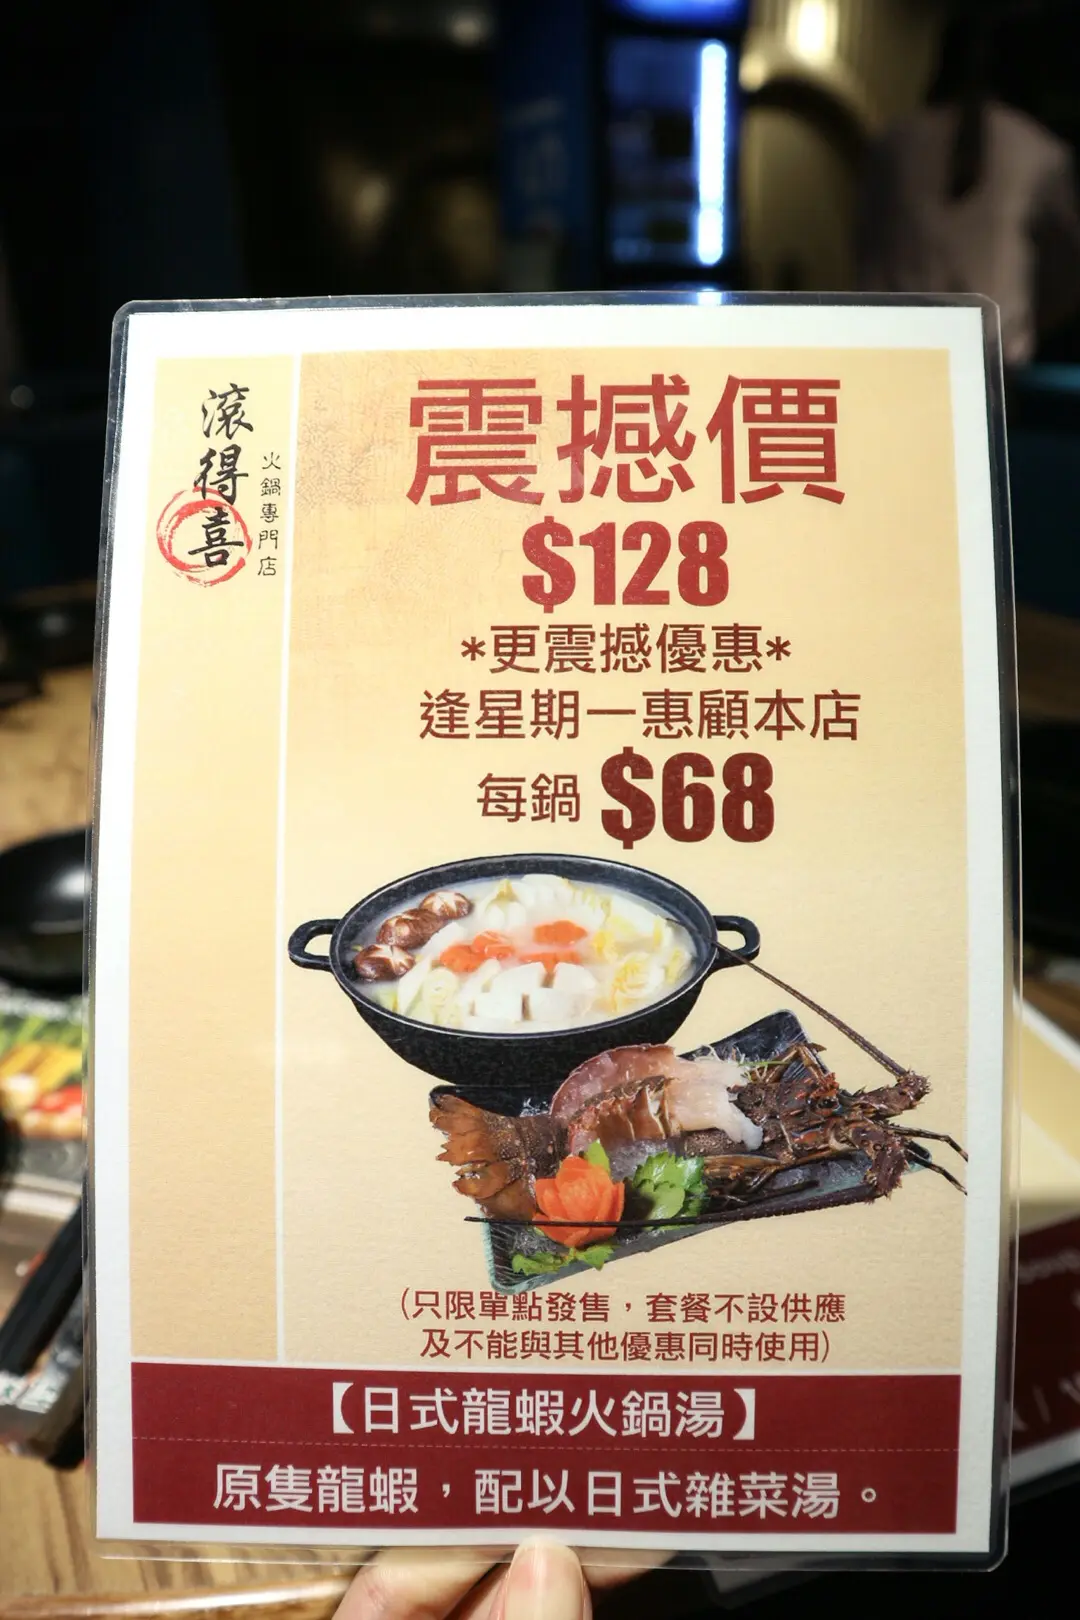 滾得喜
火鍋專門店
震撼價
$128
*更震撼優惠*
逢星期一惠顧本店
每鍋 $68
(只限單點發售，套餐不設供應
及不能與其他優惠同時使用)
【日式龍蝦火鍋湯】
原隻龍蝦，配以日式雜菜湯。